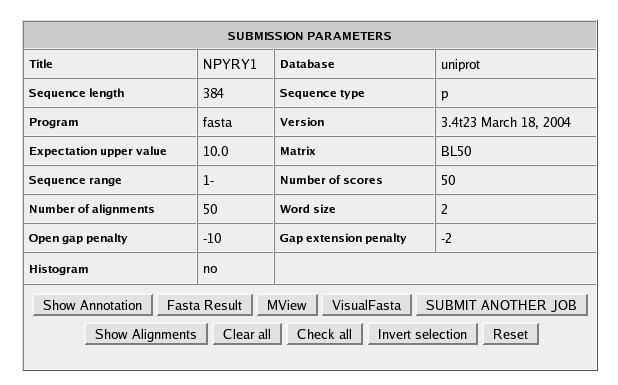 SUBMISSION PARAMETERS
Title NPYRY1 Database uniprot
Sequence length 384 Sequence type p
Program fasta Version 3.4t23 March 18, 2004
Expectation upper value 10.0 Matrix BL50
Sequence range 1- Number of scores 50
Number of alignments 50 Word size 2
Open gap penalty -10 Gap extension penalty -2
Histogram no
Show Annotation Fasta Result MView VisualFasta SUBMIT ANOTHER JOB
Show Alignments Clear all Check all Invert selection Reset